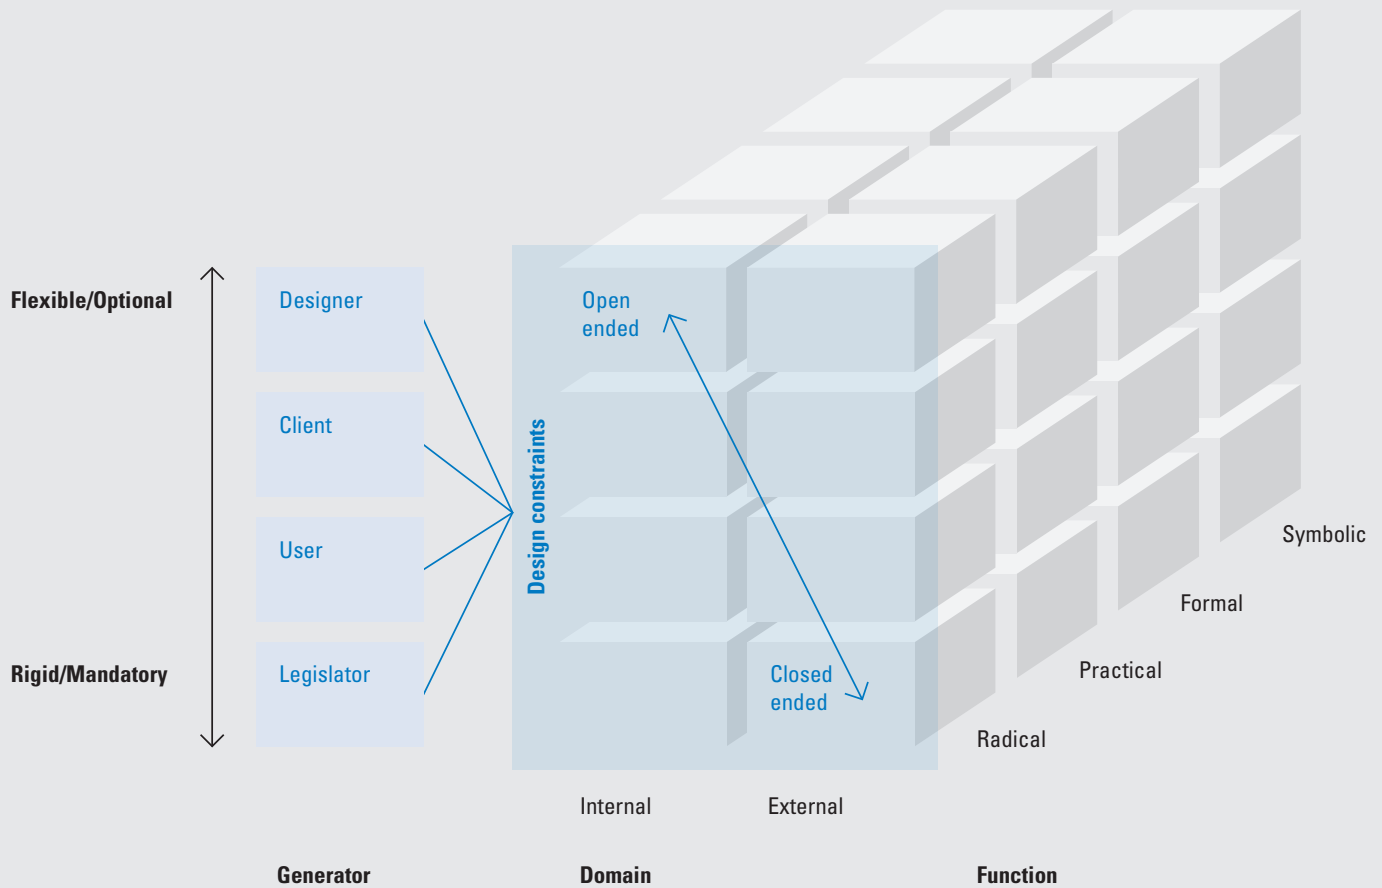 Flexible/Optional
Designer
Open
ended
Client
Design constraints
User
Symbolic
Formal
Rigid/Mandatory
Legislator
Closed
ended
Practical
Radical
Internal
External
Generator
Domain
Function